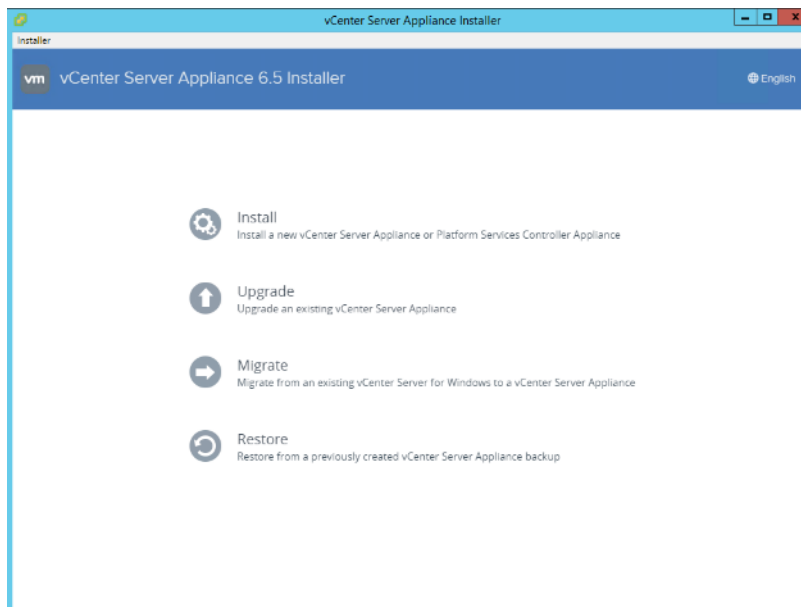 vCenter Server Appliance Installer
Installer
vm vCenter Server Appliance 6.5 Installer English
Install
Install a new vCenter Server Appliance or Platform Services Controller Appliance
Upgrade
Upgrade an existing vCenter Server Appliance
Migrate
Migrate from an existing vCenter Server for Windows to a vCenter Server Appliance
Restore
Restore from a previously created vCenter Server Appliance backup